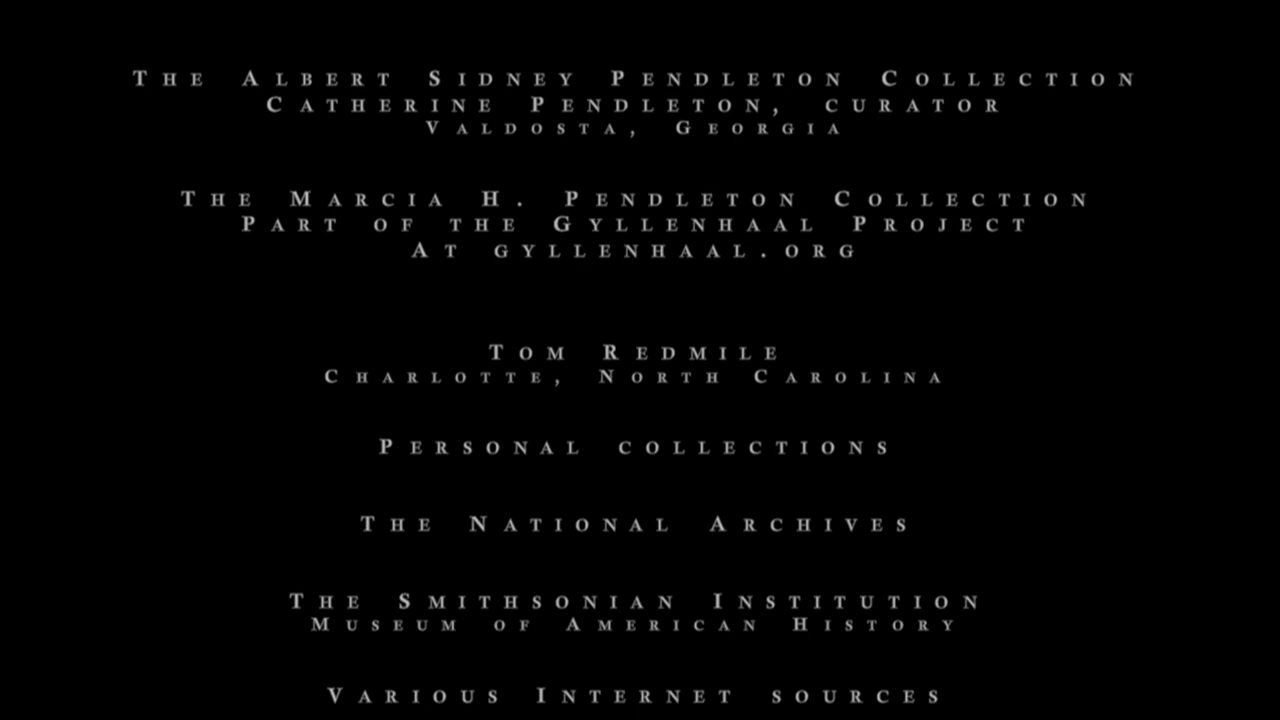 The Albert Sidney Pendleton Collection
Catherine Pendleton, curator
Valdosta, Georgia
The Marcia H. Pendleton Collection
Part of the Gyllenhaal Project
At gyllenhaal.org
Tom Redmile
Charlotte, North Carolina
Personal collections
The National Archives
The Smithsonian Institution
Museum of American History
Various Internet sources